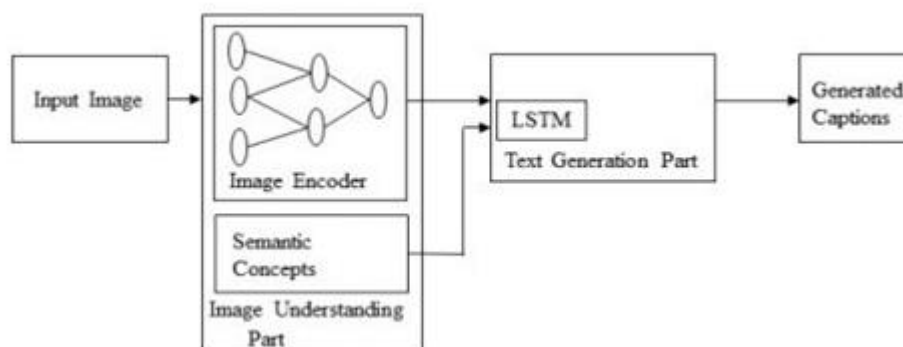 Input Image
Image Encoder
Semantic
Concepts
Image Understanding
Part
LSTM
Text Generation Part
Generated
Captions